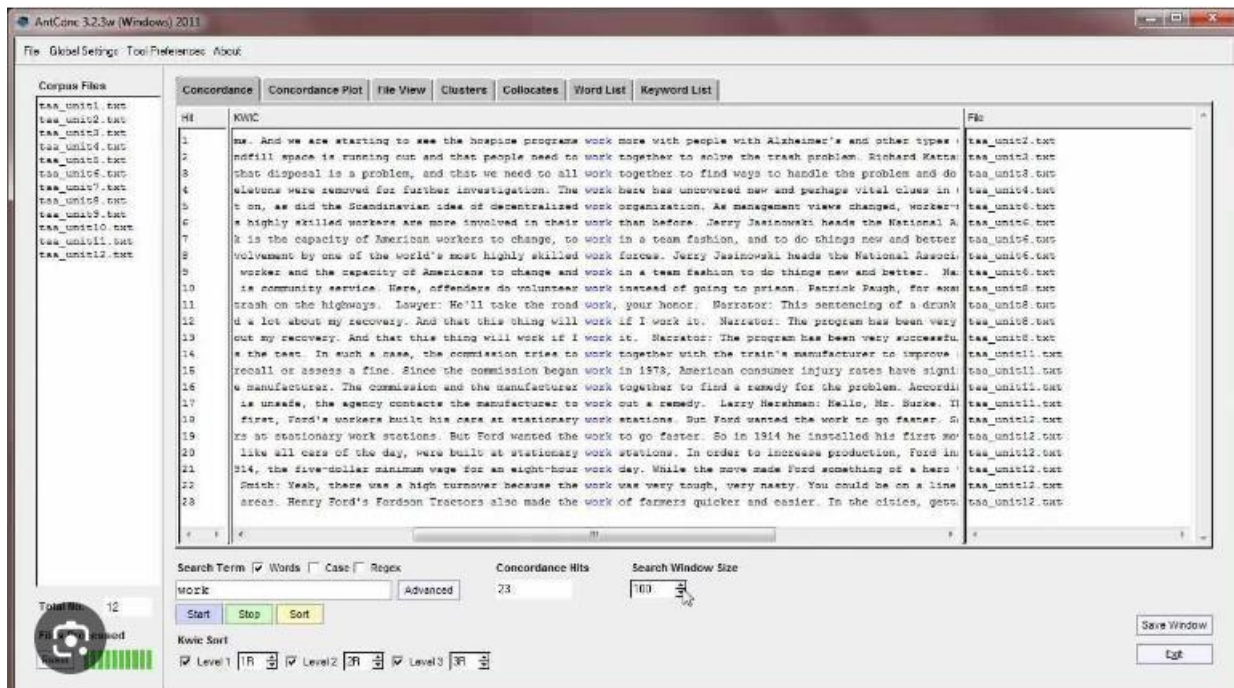 AntConc 3.2.3w (Windows) 2011
File Global Settings Tool Preferences About
Corpus Files
taa_unit1.txt
taa_unit2.txt
taa_unit3.txt
taa_unit4.txt
taa_unit5.txt
taa_unit6.txt
taa_unit7.txt
taa_unit8.txt
taa_unit9.txt
taa_unit10.txt
taa_unit11.txt
taa_unit12.txt
Total No. 12
Files Processed
Reset
Concordance Concordance Plot File View Clusters Collocates Word List Keyword List
Hit KWIC File
1 ms. And we are starting to see the hospice programs work more with people with Alzheimer's and other types taa_unit2.txt
2 ndfill space is running out and that people need to work together to solve the trash problem. Richard Katta taa_unit3.txt
3 that disposal is a problem, and that we need to all work together to find ways to handle the problem and do taa_unit3.txt
4 eletons were removed for further investigation. The work here has uncovered new and perhaps vital clues in taa_unit4.txt
5 t on, as did the Scandinavian idea of decentralized work organization. As management views changed, worker- taa_unit6.txt
6 s highly skilled workers are more involved in their work than before. Jerry Jasinowski heads the National A taa_unit6.txt
7 k is the capacity of American workers to change, to work in a team fashion, and to do things new and better taa_unit6.txt
8 volvement by one of the world's most highly skilled work forces. Jerry Jasinowski heads the National Associ taa_unit6.txt
9 worker and the capacity of Americans to change and work in a team fashion to do things new and better. Na taa_unit6.txt
10 is community service. Here, offenders do volunteer work instead of going to prison. Patrick Paugh, for exa taa_unit8.txt
11 trash on the highways. Lawyer: He'll take the road work, your honor. Narrator: This sentencing of a drunk taa_unit8.txt
12 d a lot about my recovery. And that this thing will work if I work it. Narrator: The program has been very taa_unit8.txt
13 out my recovery. And that this thing will work if I work it. Narrator: The program has been very successfu taa_unit8.txt
14 s the test. In such a case, the commission tries to work together with the train's manufacturer to improve taa_unit11.txt
15 recall or assess a fine. Since the commission began work in 1973, American consumer injury rates have signi taa_unit11.txt
16 e manufacturer. The commission and the manufacturer work together to find a remedy for the problem. Accordi taa_unit11.txt
17 is unsafe, the agency contacts the manufacturer to work out a remedy. Larry Hershman: Hello, Mr. Burke. Th taa_unit11.txt
18 first, Ford's workers built his cars at stationary work stations. But Ford wanted the work to go faster. S taa_unit12.txt
19 rs at stationary work stations. But Ford wanted the work to go faster. So in 1914 he installed his first mo taa_unit12.txt
20 like all cars of the day, were built at stationary work stations. In order to increase production, Ford in taa_unit12.txt
21 914, the five-dollar minimum wage for an eight-hour work day. While the move made Ford something of a hero taa_unit12.txt
22 Smith: Yeah, there was a high turnover because the work was very tough, very nasty. You could be on a line taa_unit12.txt
23 areas. Henry Ford's Fordson Tractors also made the work of farmers quicker and easier. In the cities, gett taa_unit12.txt
Search Term Words Case Regex Concordance Hits Search Window Size
work Advanced 23 100
Start Stop Sort
Kwic Sort
Level 1 1R Level 2 2R Level 3 3R
Save Window
Exit